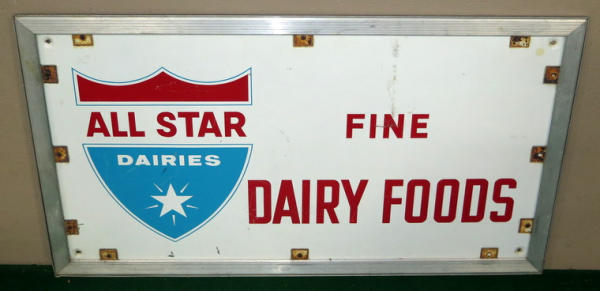 ALL STAR
DAIRIES
FINE
DAIRY FOODS